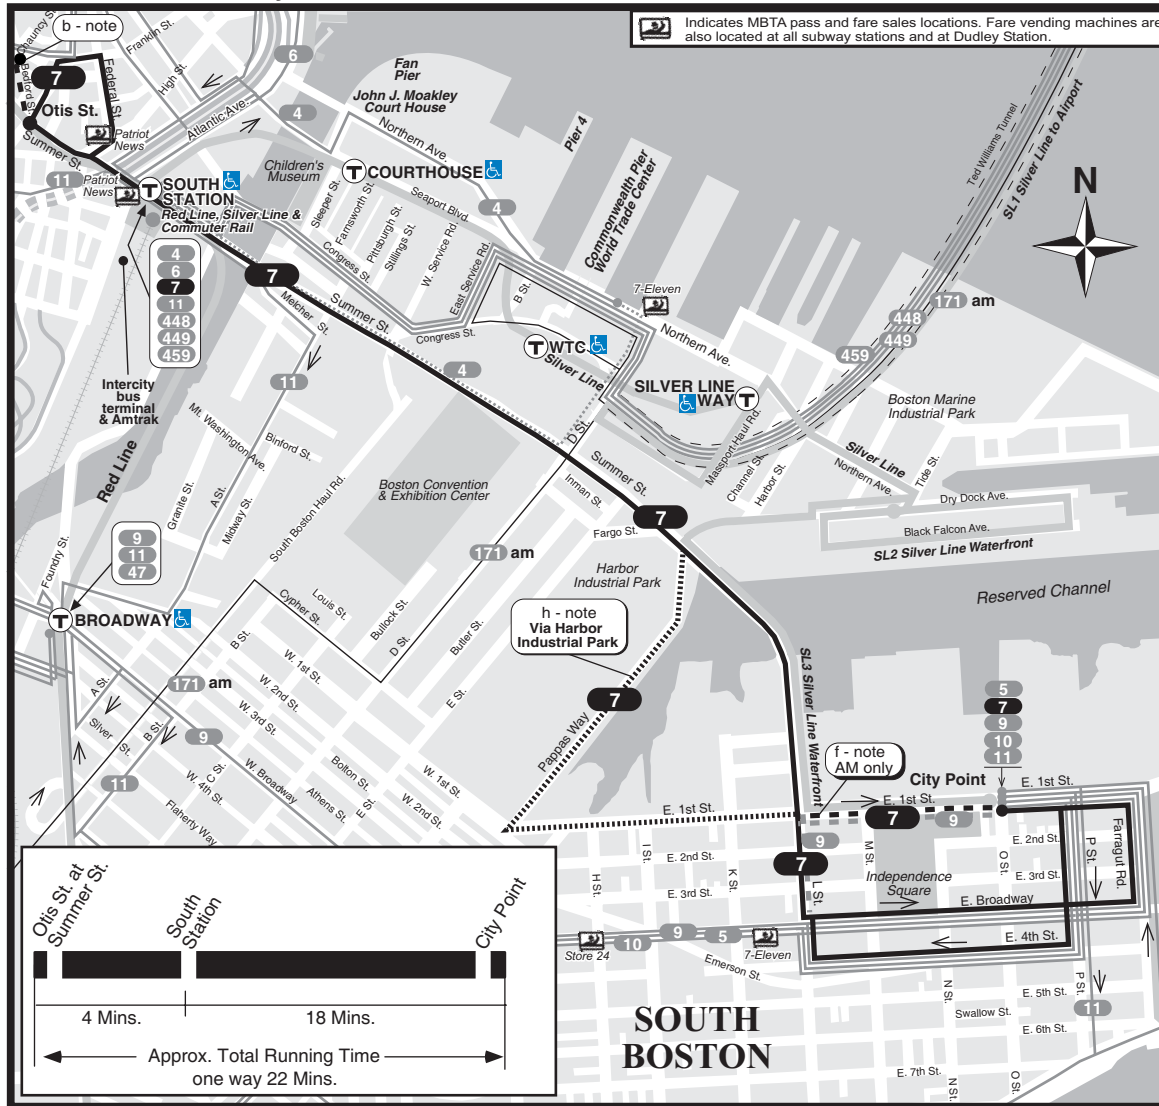 Indicates MBTA pass and fare sales locations. Fare vending machines are
also located at all subway stations and at Dudley Station.
b - note
Chauncy St.
Bedford St.
7
Otis St.
Federal St.
Franklin St.
High St.
Atlantic Ave.
6
4
Summer St.
Patriot
News
11
Patriot
News
Fan
Pier
John J. Moakley
Court House
Northern Ave.
Children's
Museum
T COURTHOUSE
Seaport Blvd.
4
Pier 4
Commonwealth Pier
World Trade Center
Ted Williams Tunnel
SL1 Silver Line to Airport
N
T SOUTH
STATION
Red Line, Silver Line &
Commuter Rail
4
6
7
11
448
449
459
Intercity
bus
terminal
& Amtrak
Sleeper St.
Farnsworth St.
Pittsburgh St.
Stillings St.
W. Service Rd.
East Service Rd.
B St.
Congress St.
Congress St.
7
Melcher St.
Summer St.
11
4
7-Eleven
Northern Ave.
T WTC
Silver Line
SILVER LINE
WAY T
171 am
448
449
459
Boston Marine
Industrial Park
Red Line
Mt. Washington Ave.
Binford St.
Granite St.
A St.
Midway St.
South Boston Haul Rd.
Boston Convention
& Exhibition Center
D St.
Summer St.
Inman St.
Fargo St.
7
Massport Haul Rd.
Channel St.
Harbor St.
Silver Line
Northern Ave.
Tide St.
Dry Dock Ave.
Black Falcon Ave.
SL2 Silver Line Waterfront
Reserved Channel
Foundry St.
9
11
47
T BROADWAY
171 am
Harbor
Industrial Park
h - note
Via Harbor
Industrial Park
7
Pappas Way
Louis St.
Cypher St.
Bullock St.
D St.
Butler St.
E St.
B St.
W. 1st St.
W. 2nd St.
W. 3rd St.
171 am
9
A St.
Silver St.
B St.
11
C St.
W. 4th St.
W. Broadway
Bolton St.
Athens St.
E St.
W. 1st St.
W. 2nd St.
Flaherty Way
SL3 Silver Line Waterfront
f - note
AM only
5
7
9
10
11
City Point
E. 1st St.
E. 1st St.
E. 1st St.
7
9
9
7
L St.
M St.
Independence
Square
O St.
E. 2nd St.
E. 3rd St.
P St.
Farragut Rd.
E. Broadway
E. 4th St.
H St.
I St.
K St.
E. 2nd St.
E. 3rd St.
Store 24
10
9
5
7-Eleven
Emerson St.
N St.
E. 5th St.
Swallow St.
E. 6th St.
P St.
11
E. 7th St.
N St.
O St.
SOUTH
BOSTON
Otis St. at
Summer St.
South
Station
City Point
4 Mins.
18 Mins.
Approx. Total Running Time
one way 22 Mins.